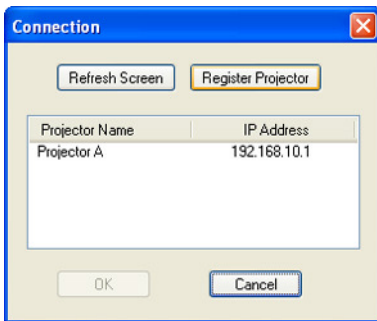 Connection
Refresh Screen Register Projector
Projector Name IP Address
Projector A 192.168.10.1
OK Cancel